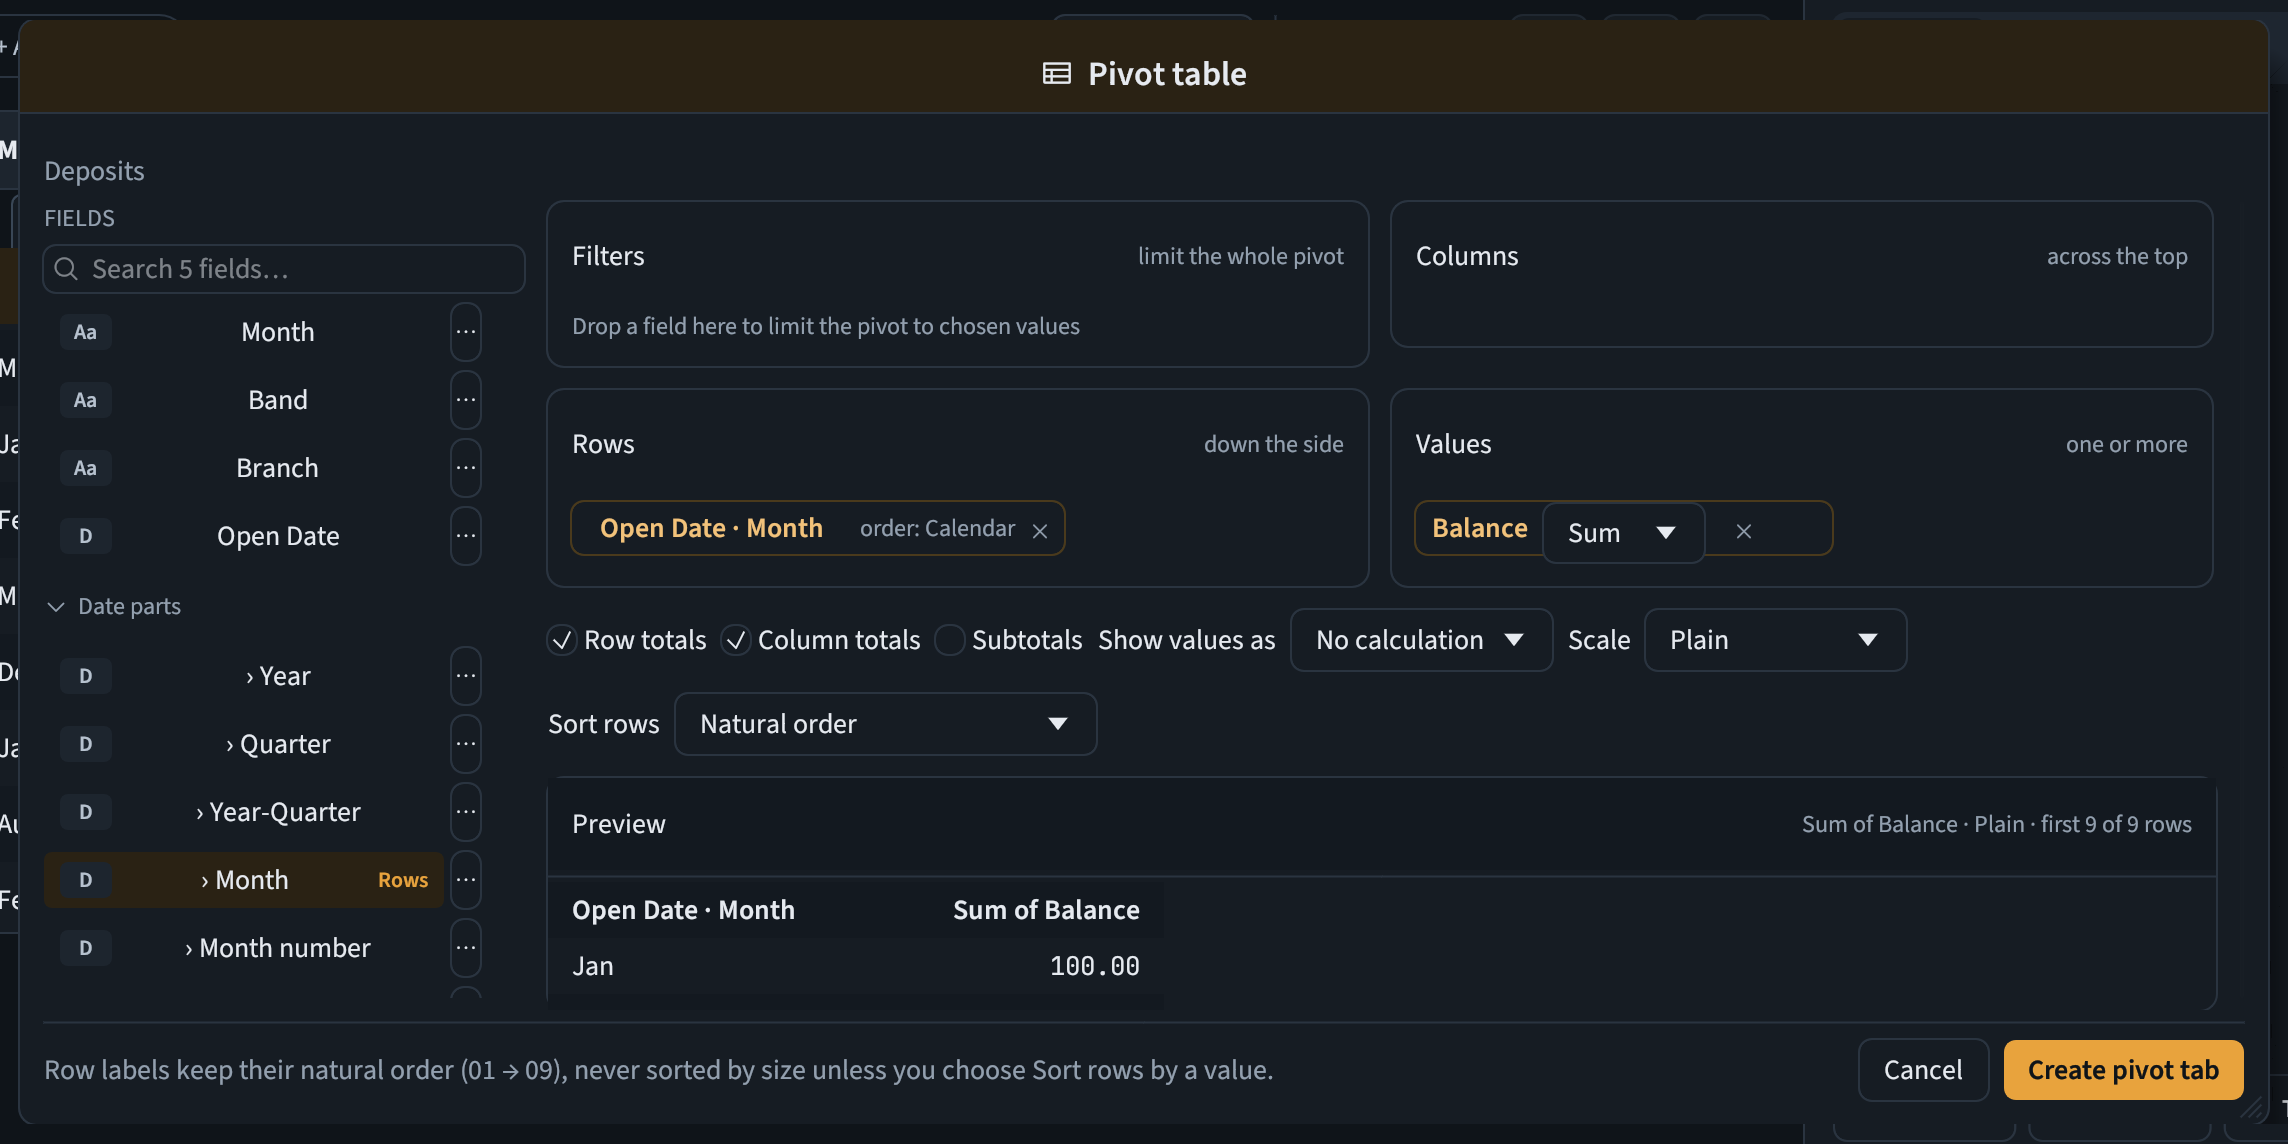 Pivot table
Deposits
FIELDS
Search 5 fields…
Aa Month ···
Aa Band ···
Aa Branch ···
D Open Date ···
Date parts
D › Year ···
D › Quarter ···
D › Year-Quarter ···
D › Month Rows ···
D › Month number ···
Filters limit the whole pivot
Drop a field here to limit the pivot to chosen values
Columns across the top
Rows down the side
Open Date · Month order: Calendar ×
Values one or more
Balance Sum ×
Row totals Column totals Subtotals Show values as No calculation Scale Plain
Sort rows Natural order
Preview Sum of Balance · Plain · first 9 of 9 rows
Open Date · Month Sum of Balance
Jan 100.00
Row labels keep their natural order (01 → 09), never sorted by size unless you choose Sort rows by a value.
Cancel Create pivot tab